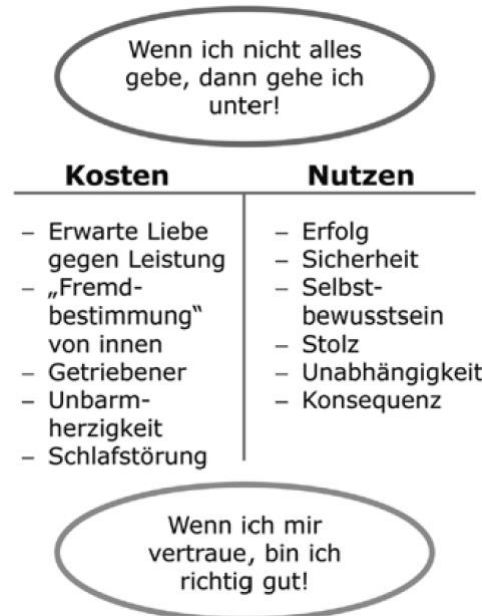 Wenn ich nicht alles
gebe, dann gehe ich
unter!
Kosten
Nutzen
– Erwarte Liebe
gegen Leistung
– „Fremd-
bestimmung“
von innen
– Getriebener
– Unbarm-
herzigkeit
– Schlafstörung
– Erfolg
– Sicherheit
– Selbst-
bewusstsein
– Stolz
– Unabhängigkeit
– Konsequenz
Wenn ich mir
vertraue, bin ich
richtig gut!